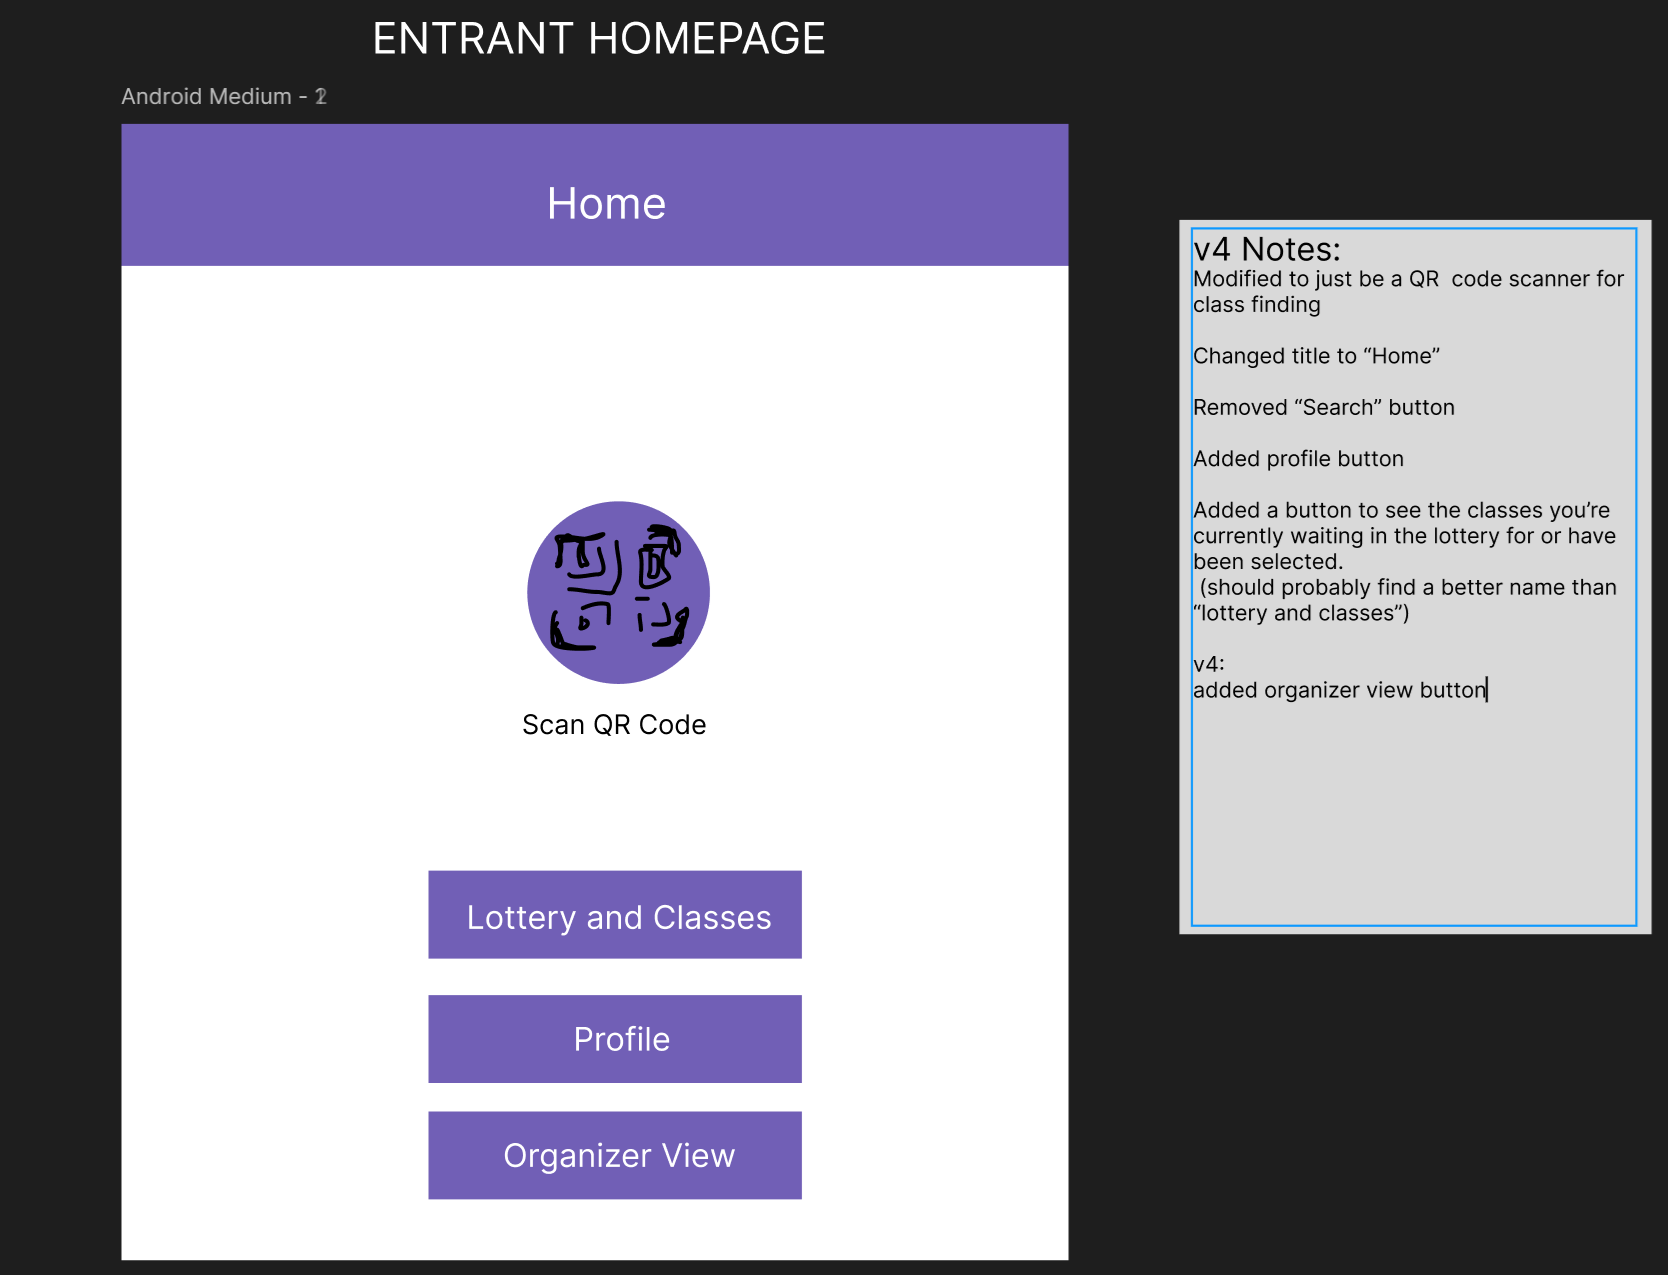 ENTRANT HOMEPAGE
Android Medium -
Home
Scan QR Code
Lottery and Classes
Profile
Organizer View
v4 Notes:
Modified to just be a QR  code scanner for
class finding
Changed title to “Home”
Removed “Search” button
Added profile button
Added a button to see the classes you’re
currently waiting in the lottery for or have
been selected.
(should probably find a better name than
“lottery and classes”)
v4:
added organizer view button